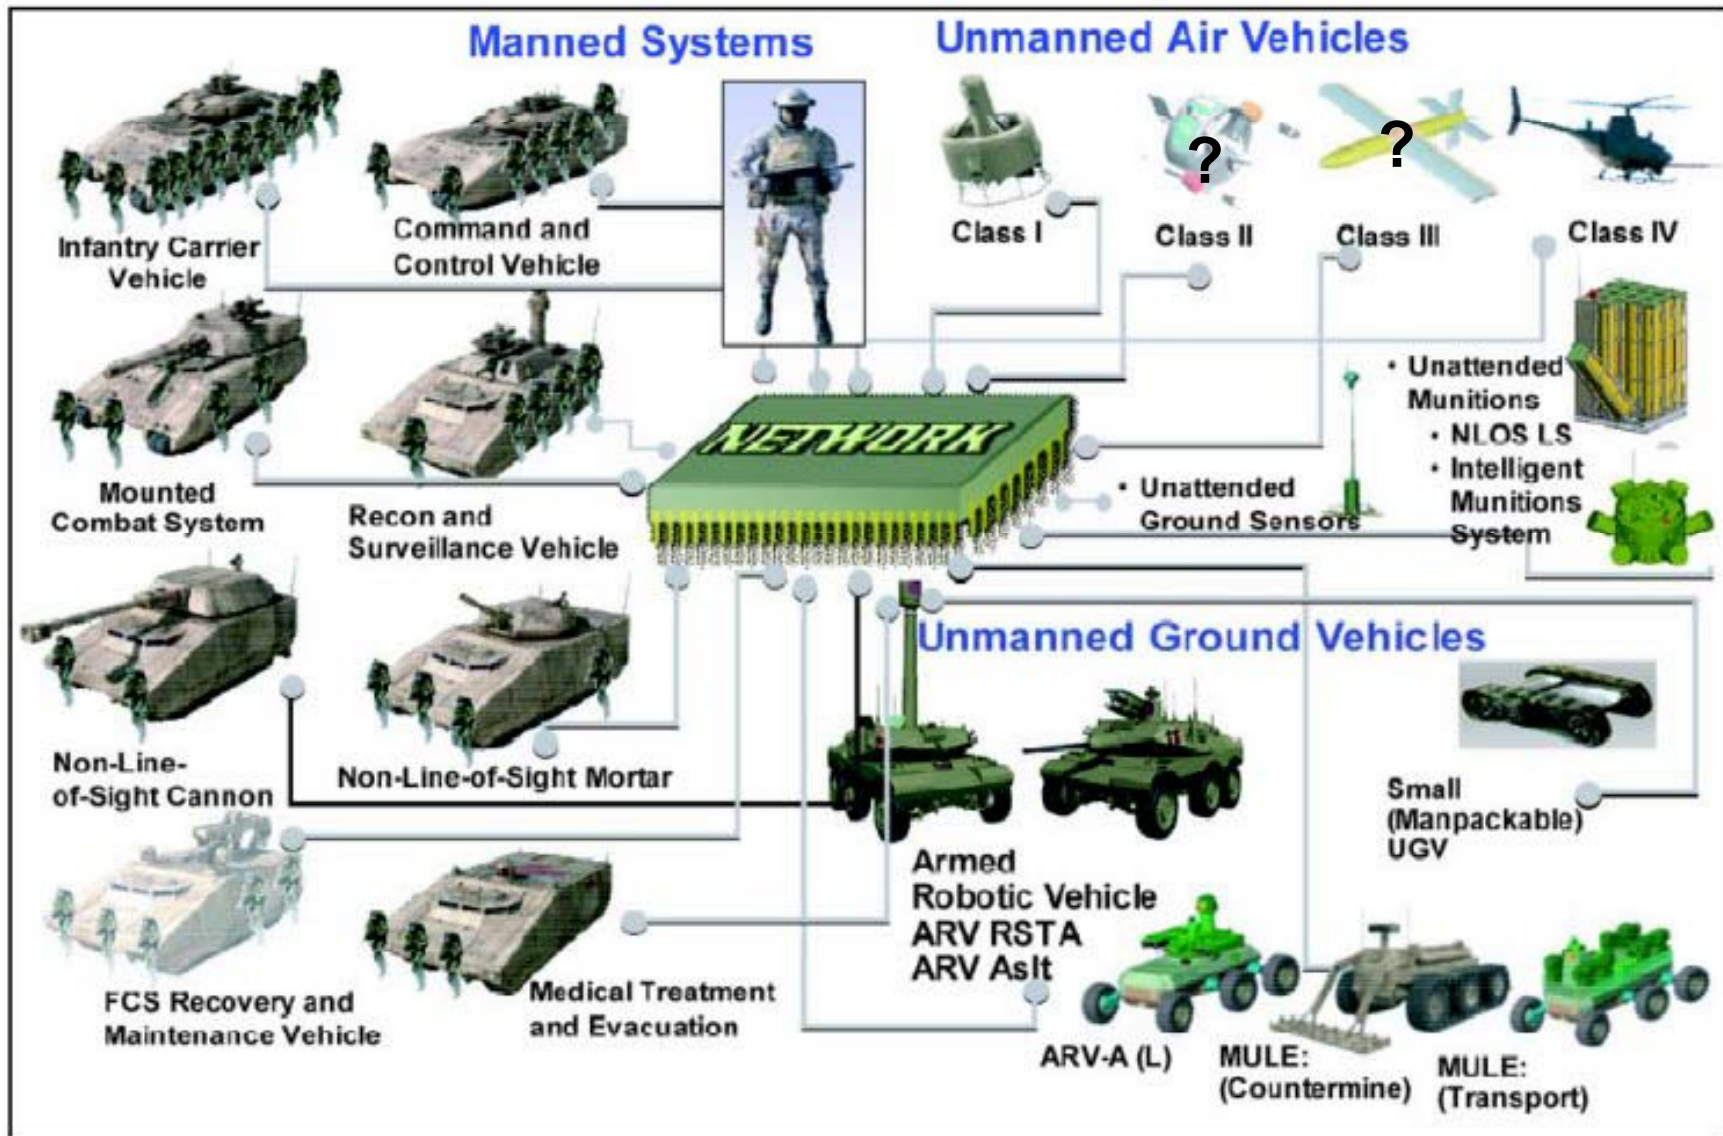 Manned Systems
Unmanned Air Vehicles
Infantry Carrier
Vehicle
Command and
Control Vehicle
Class I
?
Class II
?
Class III
Class IV
Mounted
Combat System
Recon and
Surveillance Vehicle
NETWORK
• Unattended
Ground Sensors
• Unattended
Munitions
• NLOS LS
• Intelligent
Munitions
System
Non-Line-
of-Sight Cannon
Non-Line-of-Sight Mortar
Unmanned Ground Vehicles
Small
(Manpackable)
UGV
FCS Recovery and
Maintenance Vehicle
Medical Treatment
and Evacuation
Armed
Robotic Vehicle
ARV RSTA
ARV Aslt
ARV-A (L)
MULE:
(Countermine)
MULE:
(Transport)